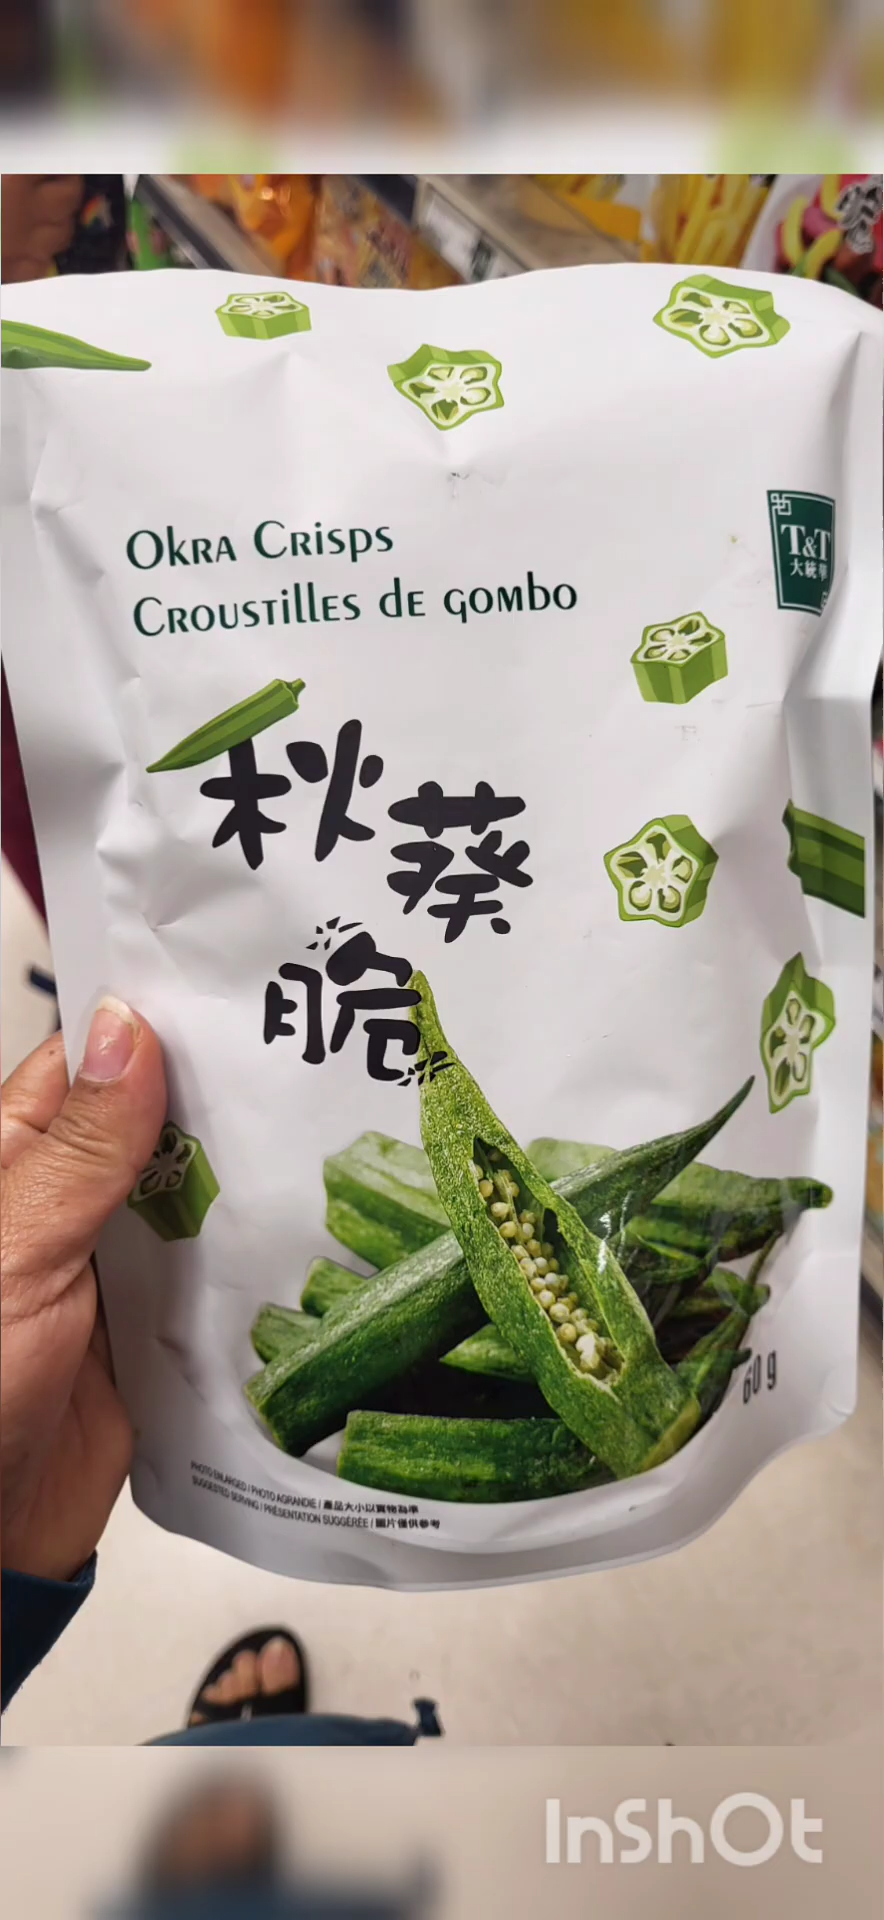 Okra Crisps
Croustilles de gombo
T&T
大統華
秋葵
脆
60 g
PHOTO ENLARGED / PHOTO AGRANDIE / 產品大小以實物為準
SUGGESTED SERVING / PRÉSENTATION SUGGÉRÉE / 圖片僅供參考
InShOt